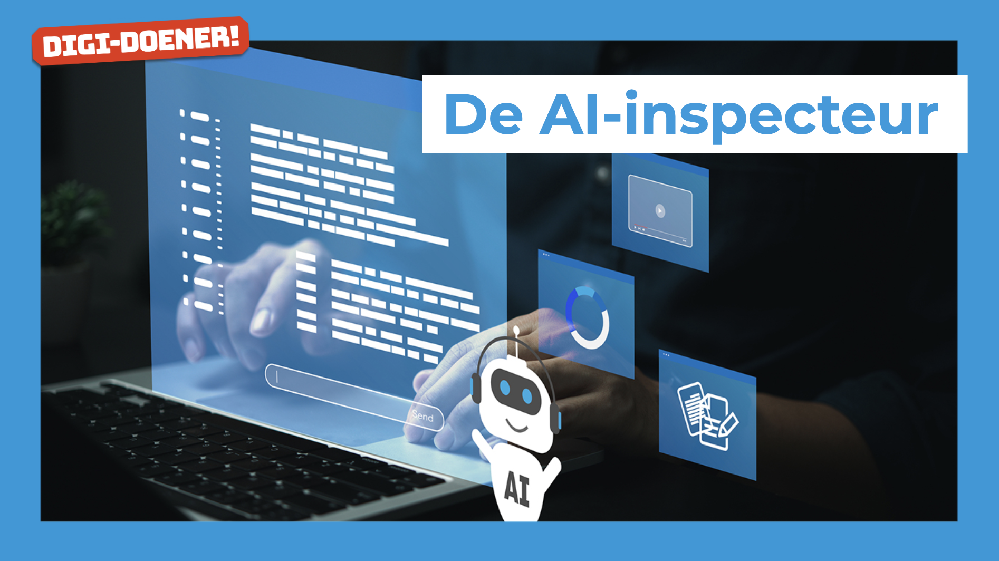 DIGI-DOENER!
De AI-inspecteur
Send
AI